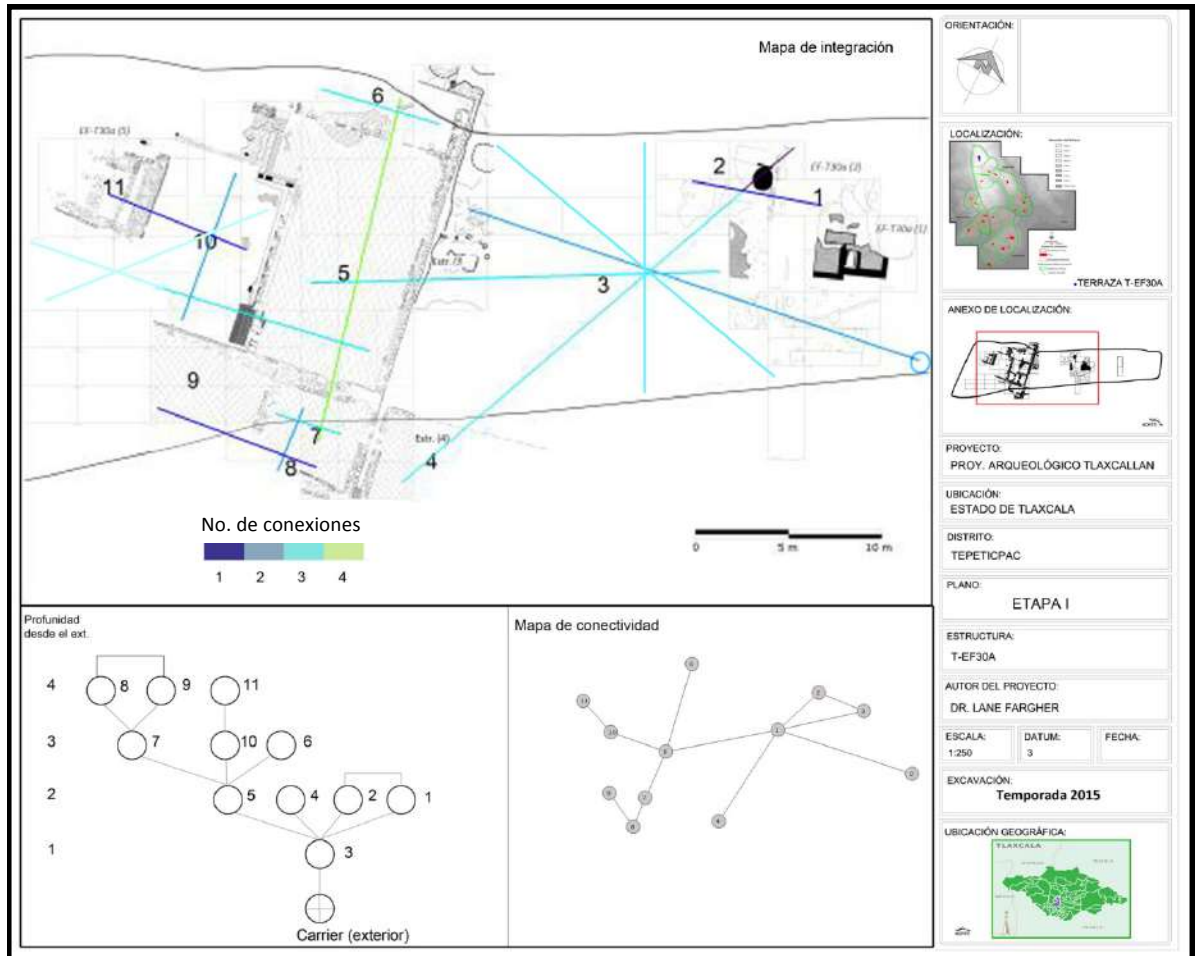 Mapa de integración
6
EF-T30a (5)
2
EF-T30a (2)
11
1
EF-T30a (1)
10
5
3
9
7
Extr. (4)
4
8
No. de conexiones
1 2 3 4
0 5 m 10 m
Profunidad
desde el ext.
4 8 9 11
3 7 10 6
2 5 4 2 1
1 3
Carrier (exterior)
Mapa de conectividad
ORIENTACIÓN:
LOCALIZACIÓN:
TERRAZA T-EF30A
ANEXO DE LOCALIZACIÓN:
PROYECTO:
PROY. ARQUEOLÓGICO TLAXCALLAN
UBICACIÓN:
ESTADO DE TLAXCALA
DISTRITO:
TEPETICPAC
PLANO:
ETAPA I
ESTRUCTURA:
T-EF30A
AUTOR DEL PROYECTO:
DR. LANE FARGHER
ESCALA: DATUM: FECHA:
1:250 3
EXCAVACIÓN:
Temporada 2015
UBICACIÓN GEOGRÁFICA:
TLAXCALA